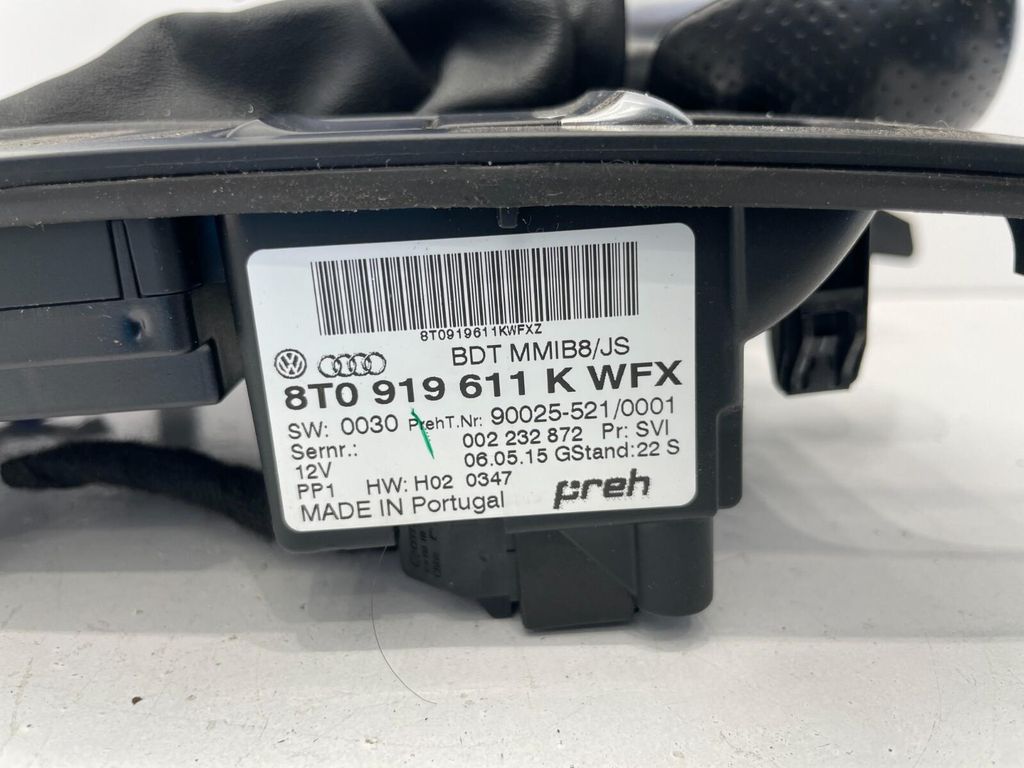 8T0919611KWFXZ
BDT MMIB8/JS
8T0 919 611 K WFX
SW: 0030 PrehT.Nr: 90025-521/0001
Sernr.: 002 232 872 Pr: SVI
12V 06.05.15 GStand:22 S
PP1 HW: H02 0347
MADE IN Portugal preh